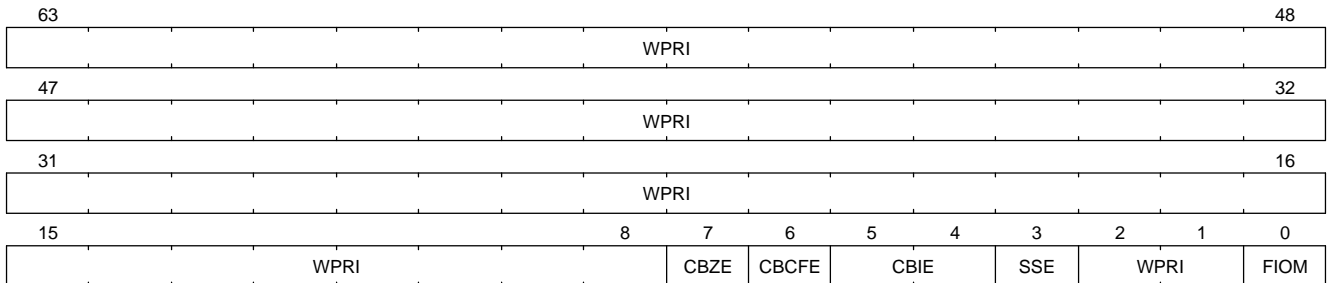 63 48
WPRI
47 32
WPRI
31 16
WPRI
15 8 7 6 5 4 3 2 1 0
WPRI CBZE CBCFE CBIE SSE WPRI FIOM